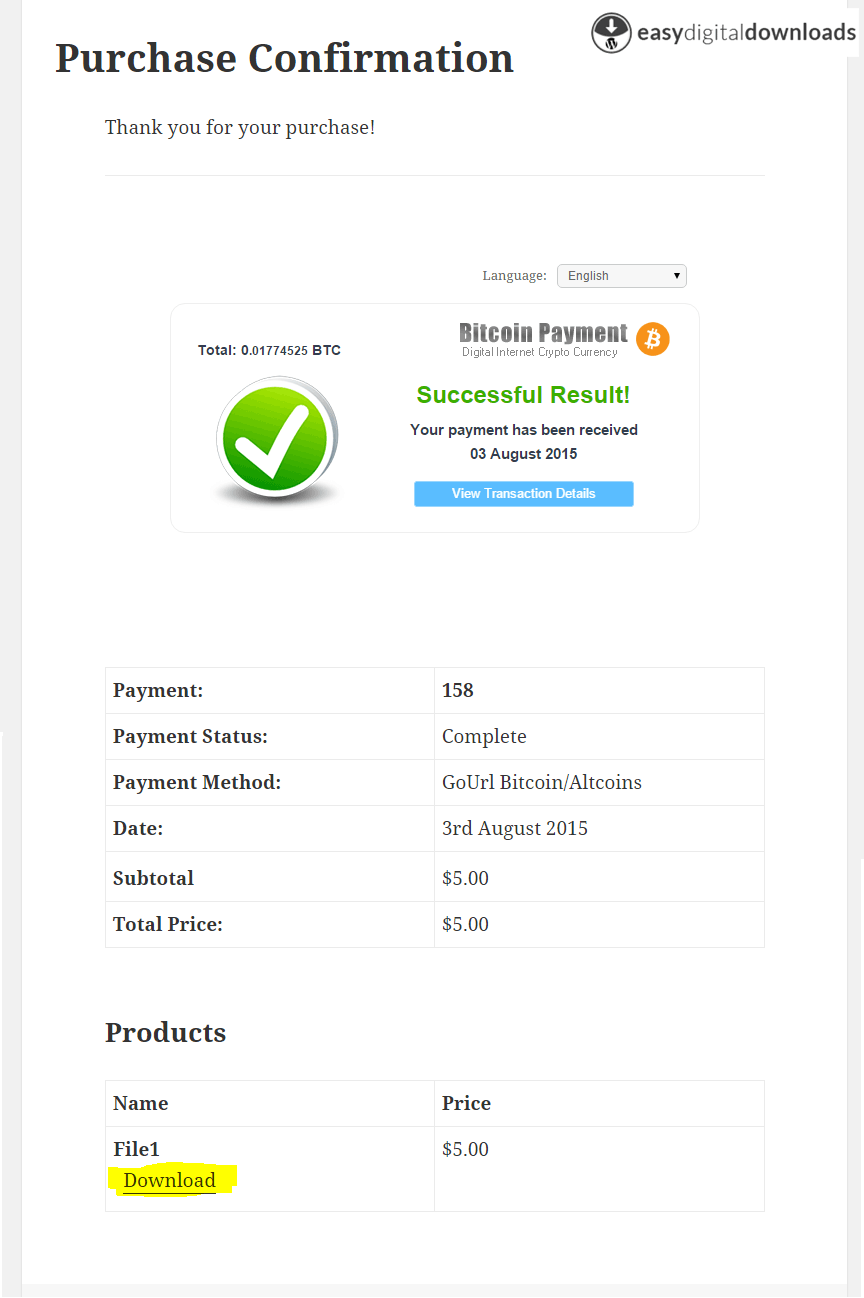 easydigitaldownloads
Purchase Confirmation
Thank you for your purchase!
Language: English
Bitcoin Payment
Digital Internet Crypto Currency
Total: 0.01774525 BTC
Successful Result!
Your payment has been received
03 August 2015
View Transaction Details
Payment: 158
Payment Status: Complete
Payment Method: GoUrl Bitcoin/Altcoins
Date: 3rd August 2015
Subtotal $5.00
Total Price: $5.00
Products
Name Price
File1 $5.00
Download